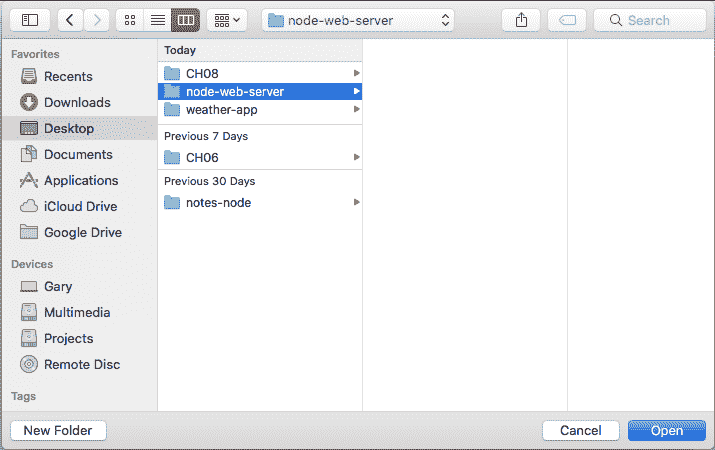 node-web-server
Search
Favorites
Recents
Downloads
Desktop
Documents
Applications
iCloud Drive
Google Drive
Devices
Gary
Multimedia
Projects
Remote Disc
Tags
Today
CH08
node-web-server
weather-app
Previous 7 Days
CH06
Previous 30 Days
notes-node
New Folder
Cancel
Open